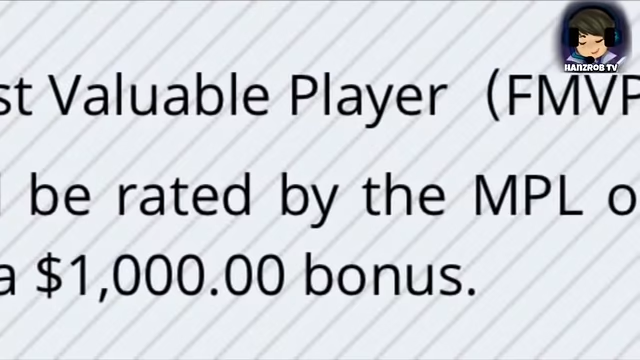 st Valuable Player (FMVP
be rated by the MPL o
a $1,000.00 bonus.
HANZROB TV